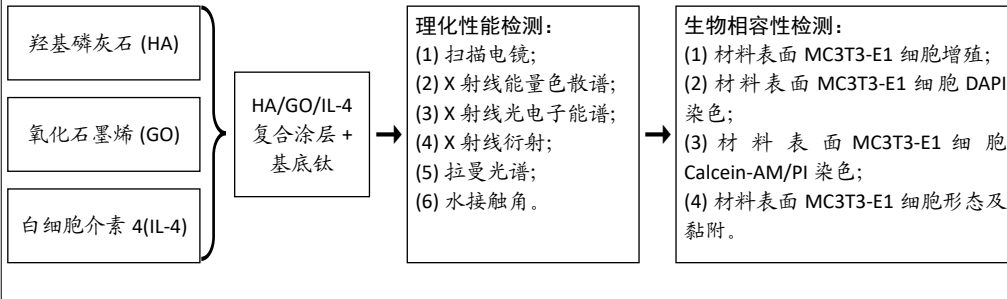 羟基磷灰石 (HA)
氧化石墨烯 (GO)
白细胞介素 4(IL-4)
HA/GO/IL-4
复合涂层 +
基底钛
理化性能检测：
(1) 扫描电镜;
(2) X 射线能量色散谱;
(3) X 射线光电子能谱;
(4) X 射线衍射;
(5) 拉曼光谱;
(6) 水接触角。
生物相容性检测：
(1) 材料表面 MC3T3-E1 细胞增殖;
(2) 材料表面 MC3T3-E1 细胞 DAPI
染色;
(3) 材料表面 MC3T3-E1 细胞
Calcein-AM/PI 染色;
(4) 材料表面 MC3T3-E1 细胞形态及
黏附。